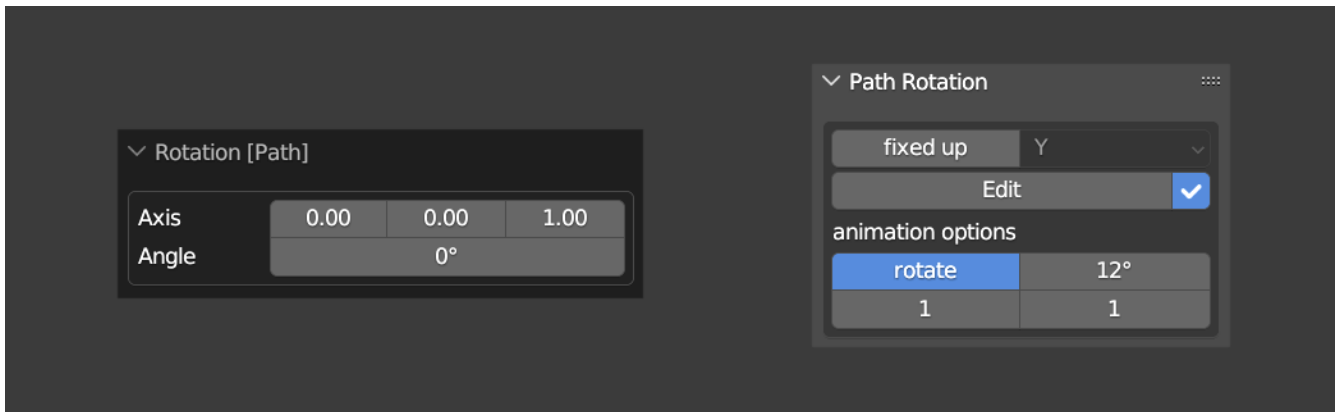 Rotation [Path]
Axis 0.00 0.00 1.00
Angle 0°
Path Rotation
fixed up Y
Edit
animation options
rotate 12°
1 1